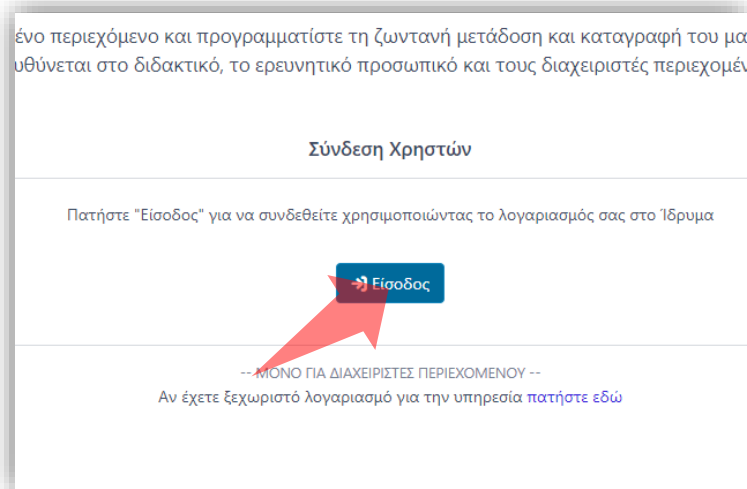 ένο περιεχόμενο και προγραμματίστε τη ζωντανή μετάδοση και καταγραφή του μα
υθύνεται στο διδακτικό, το ερευνητικό προσωπικό και τους διαχειριστές περιεχομέν
Σύνδεση Χρηστών
Πατήστε "Είσοδος" για να συνδεθείτε χρησιμοποιώντας το λογαριασμός σας στο Ίδρυμα
Είσοδος
-- ΜΟΝΟ ΓΙΑ ΔΙΑΧΕΙΡΙΣΤΕΣ ΠΕΡΙΕΧΟΜΕΝΟΥ --
Αν έχετε ξεχωριστό λογαριασμό για την υπηρεσία πατήστε εδώ